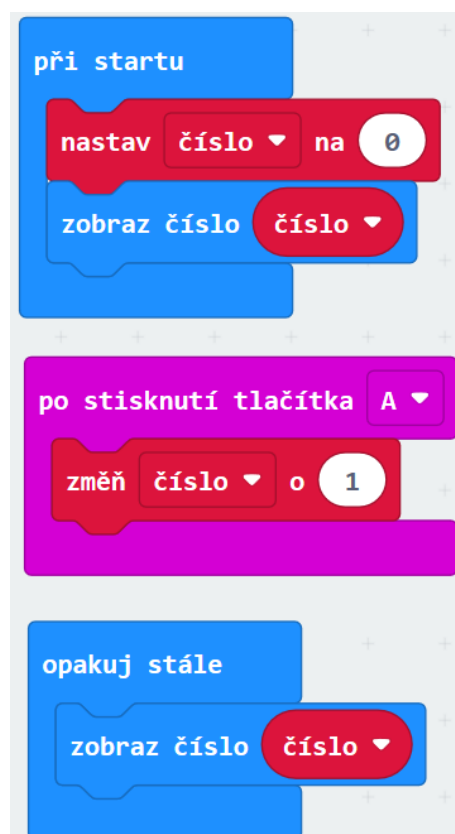 při startu
nastav číslo na 0
zobraz číslo číslo
po stisknutí tlačítka A
změň číslo o 1
opakuj stále
zobraz číslo číslo